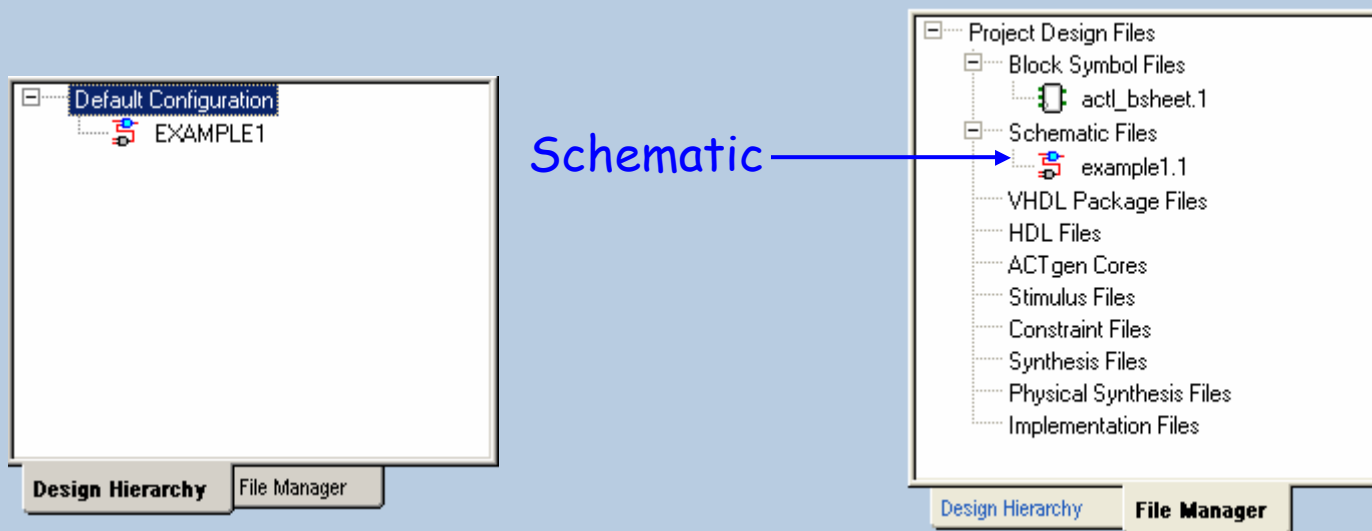 Default Configuration
EXAMPLE1
Design Hierarchy File Manager
Schematic
Project Design Files
Block Symbol Files
actl_bsheet.1
Schematic Files
example1.1
VHDL Package Files
HDL Files
ACTgen Cores
Stimulus Files
Constraint Files
Synthesis Files
Physical Synthesis Files
Implementation Files
Design Hierarchy File Manager